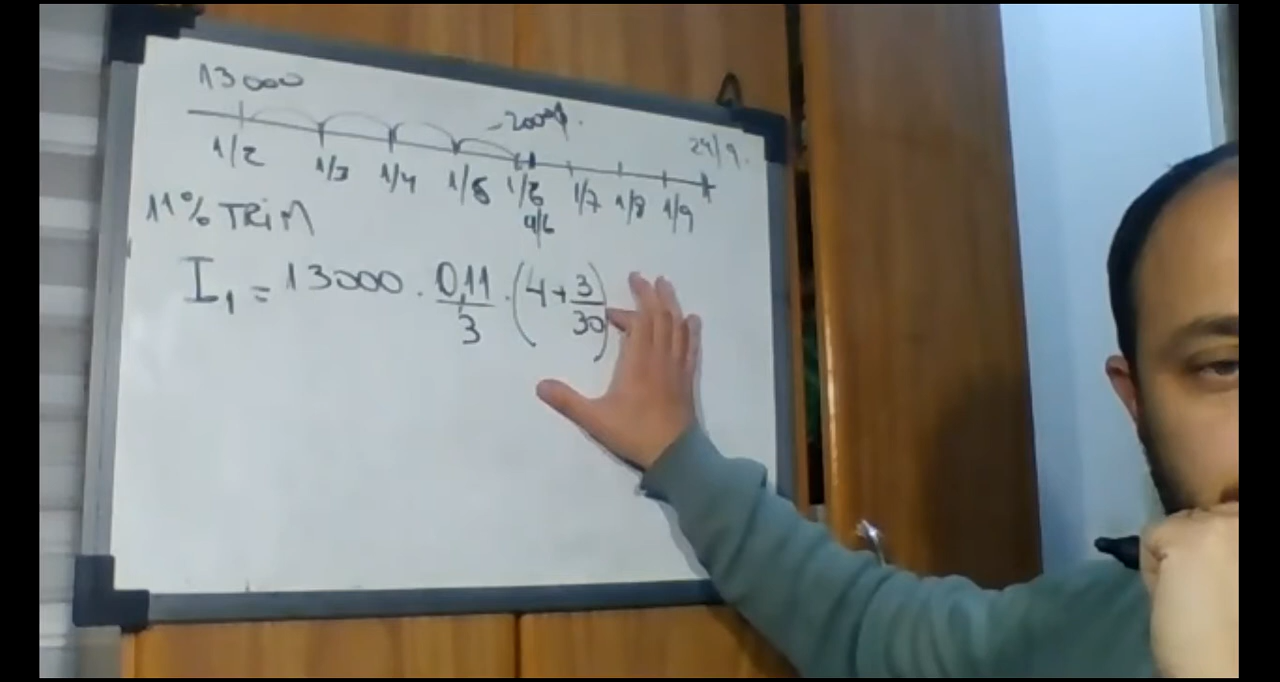 13000
-2000
24/9.
1/2 1/3 1/4 1/5 1/6 1/7 1/8 1/9
4/6
11% TRIM
I₁ = 13000 · 0,11/3 · (4 + 3/30)